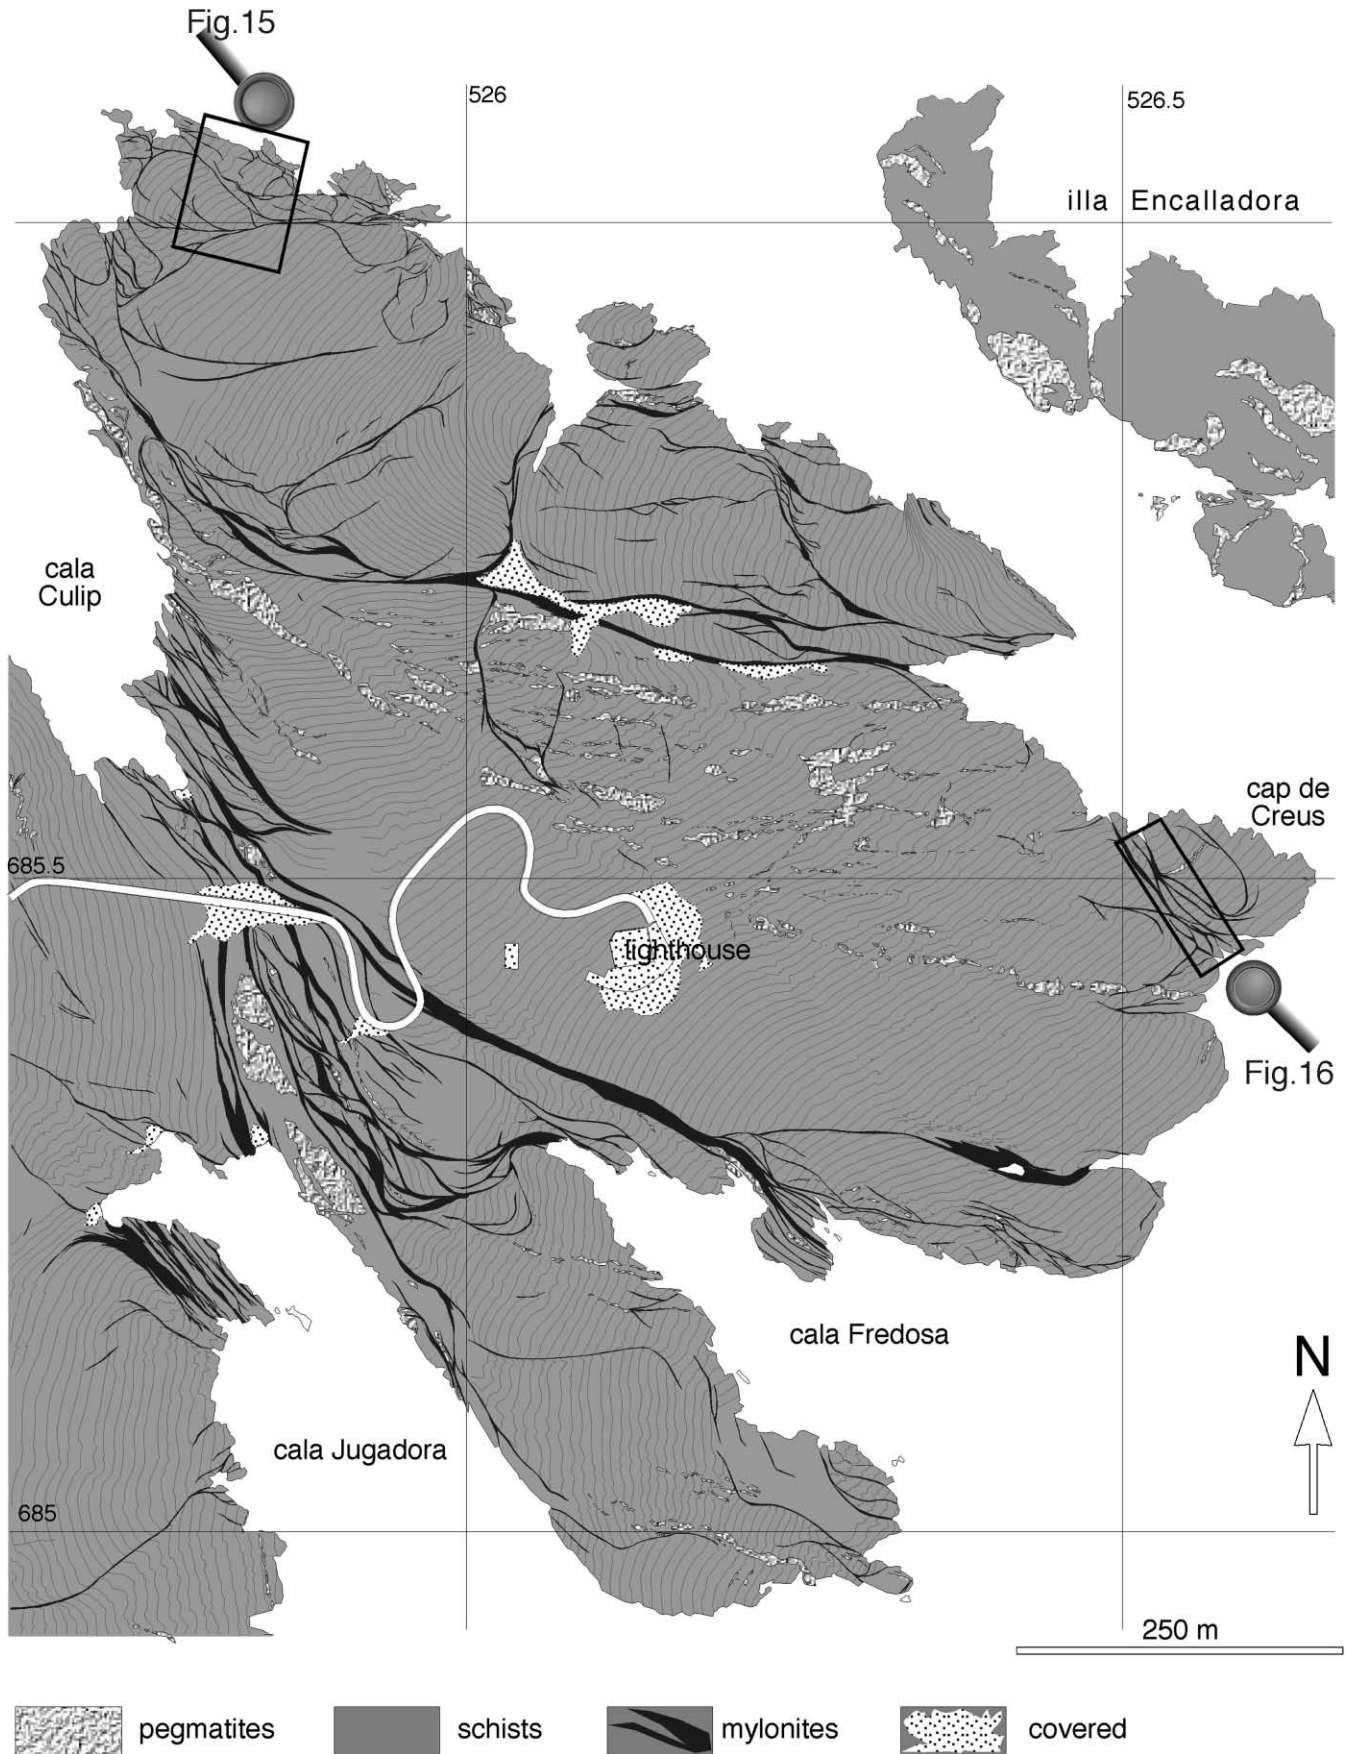 Fig.15
526
526.5
illa Encalladora
cala
Culip
cap de
Creus
685.5
lighthouse
Fig.16
cala Fredosa
N
cala Jugadora
685
250 m
pegmatites
schists
mylonites
covered